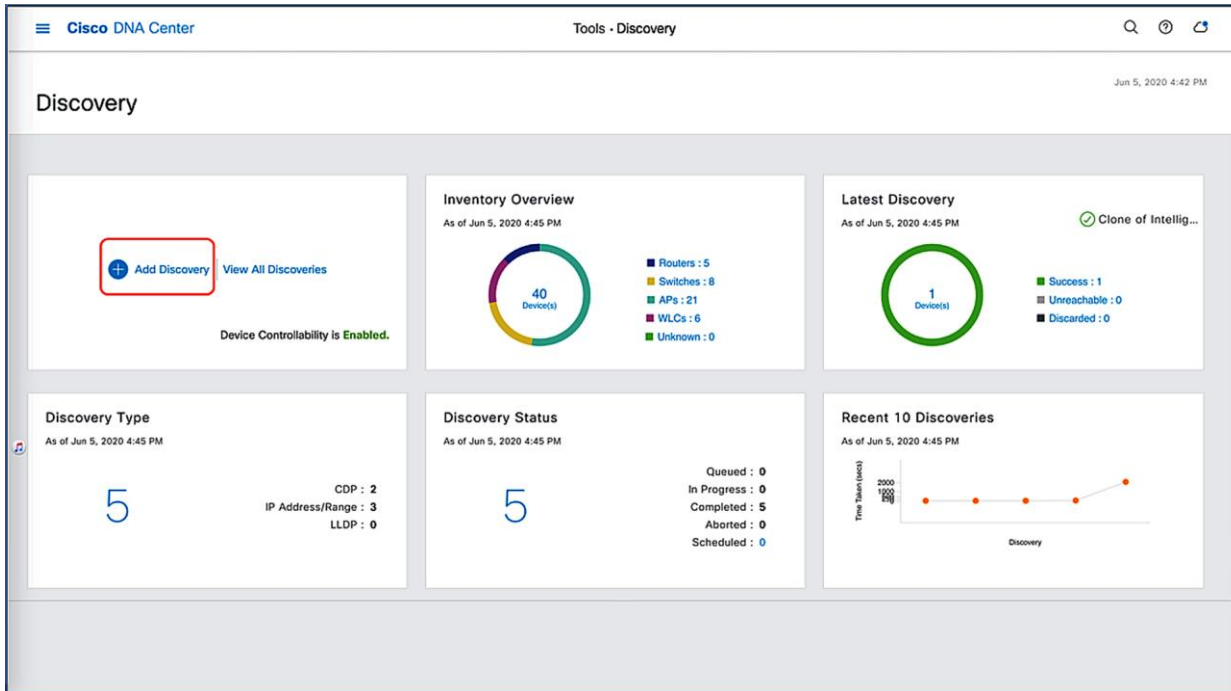 Cisco DNA Center
Tools - Discovery
Jun 5, 2020 4:42 PM
Discovery
Add Discovery
View All Discoveries
Device Controllability is Enabled.
Inventory Overview
As of Jun 5, 2020 4:45 PM
40
Device(s)
Routers : 5
Switches : 8
APs : 21
WLCs : 6
Unknown : 0
Latest Discovery
As of Jun 5, 2020 4:45 PM
Clone of Intellig...
1
Device(s)
Success : 1
Unreachable : 0
Discarded : 0
Discovery Type
As of Jun 5, 2020 4:45 PM
5
CDP : 2
IP Address/Range : 3
LLDP : 0
Discovery Status
As of Jun 5, 2020 4:45 PM
5
Queued : 0
In Progress : 0
Completed : 5
Aborted : 0
Scheduled : 0
Recent 10 Discoveries
As of Jun 5, 2020 4:45 PM
Time Taken (secs)
2000
1000
0
Discovery